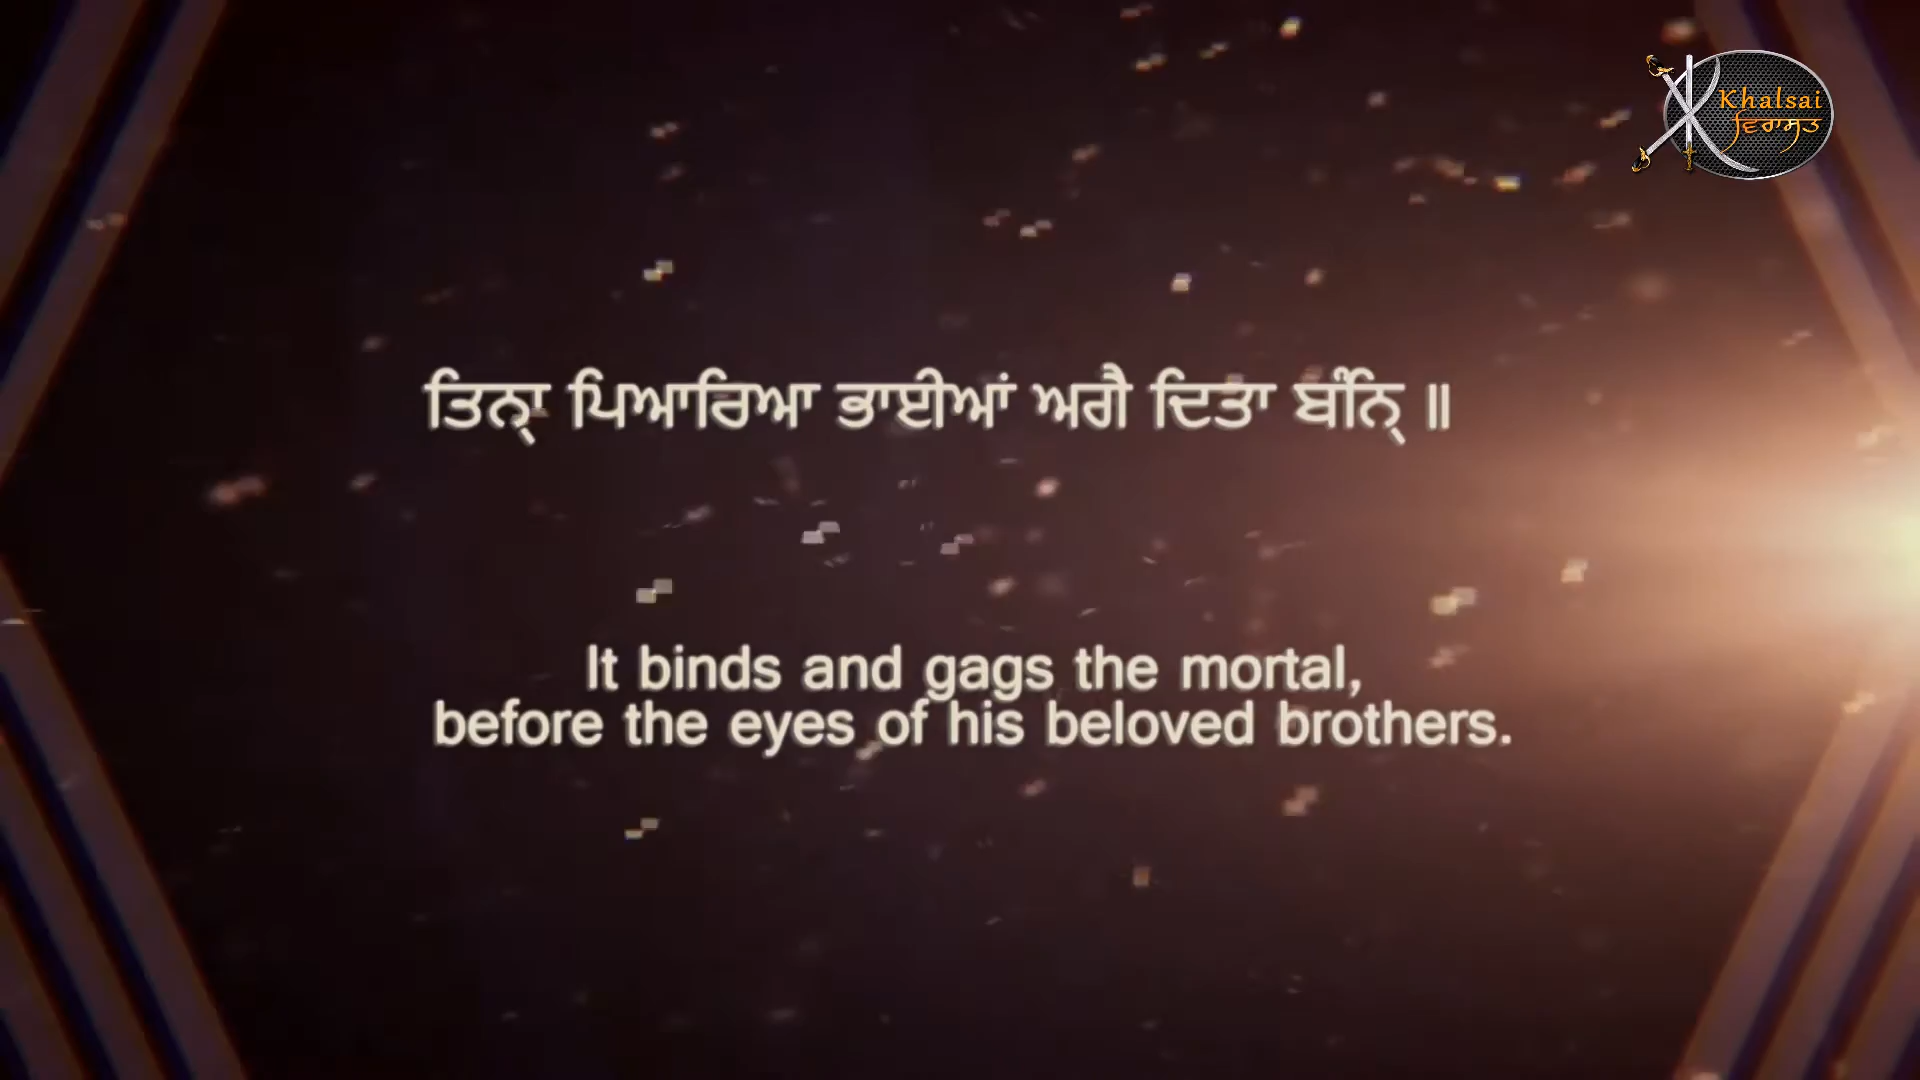 Khalsai
ਵਿਰਾਸਤ
ਤਿਨੑਾ ਪਿਆਰਿਆ ਭਾਈਆਂ ਅਗੈ ਦਿਤਾ ਬੰਨੑਿ ॥
It binds and gags the mortal,
before the eyes of his beloved brothers.